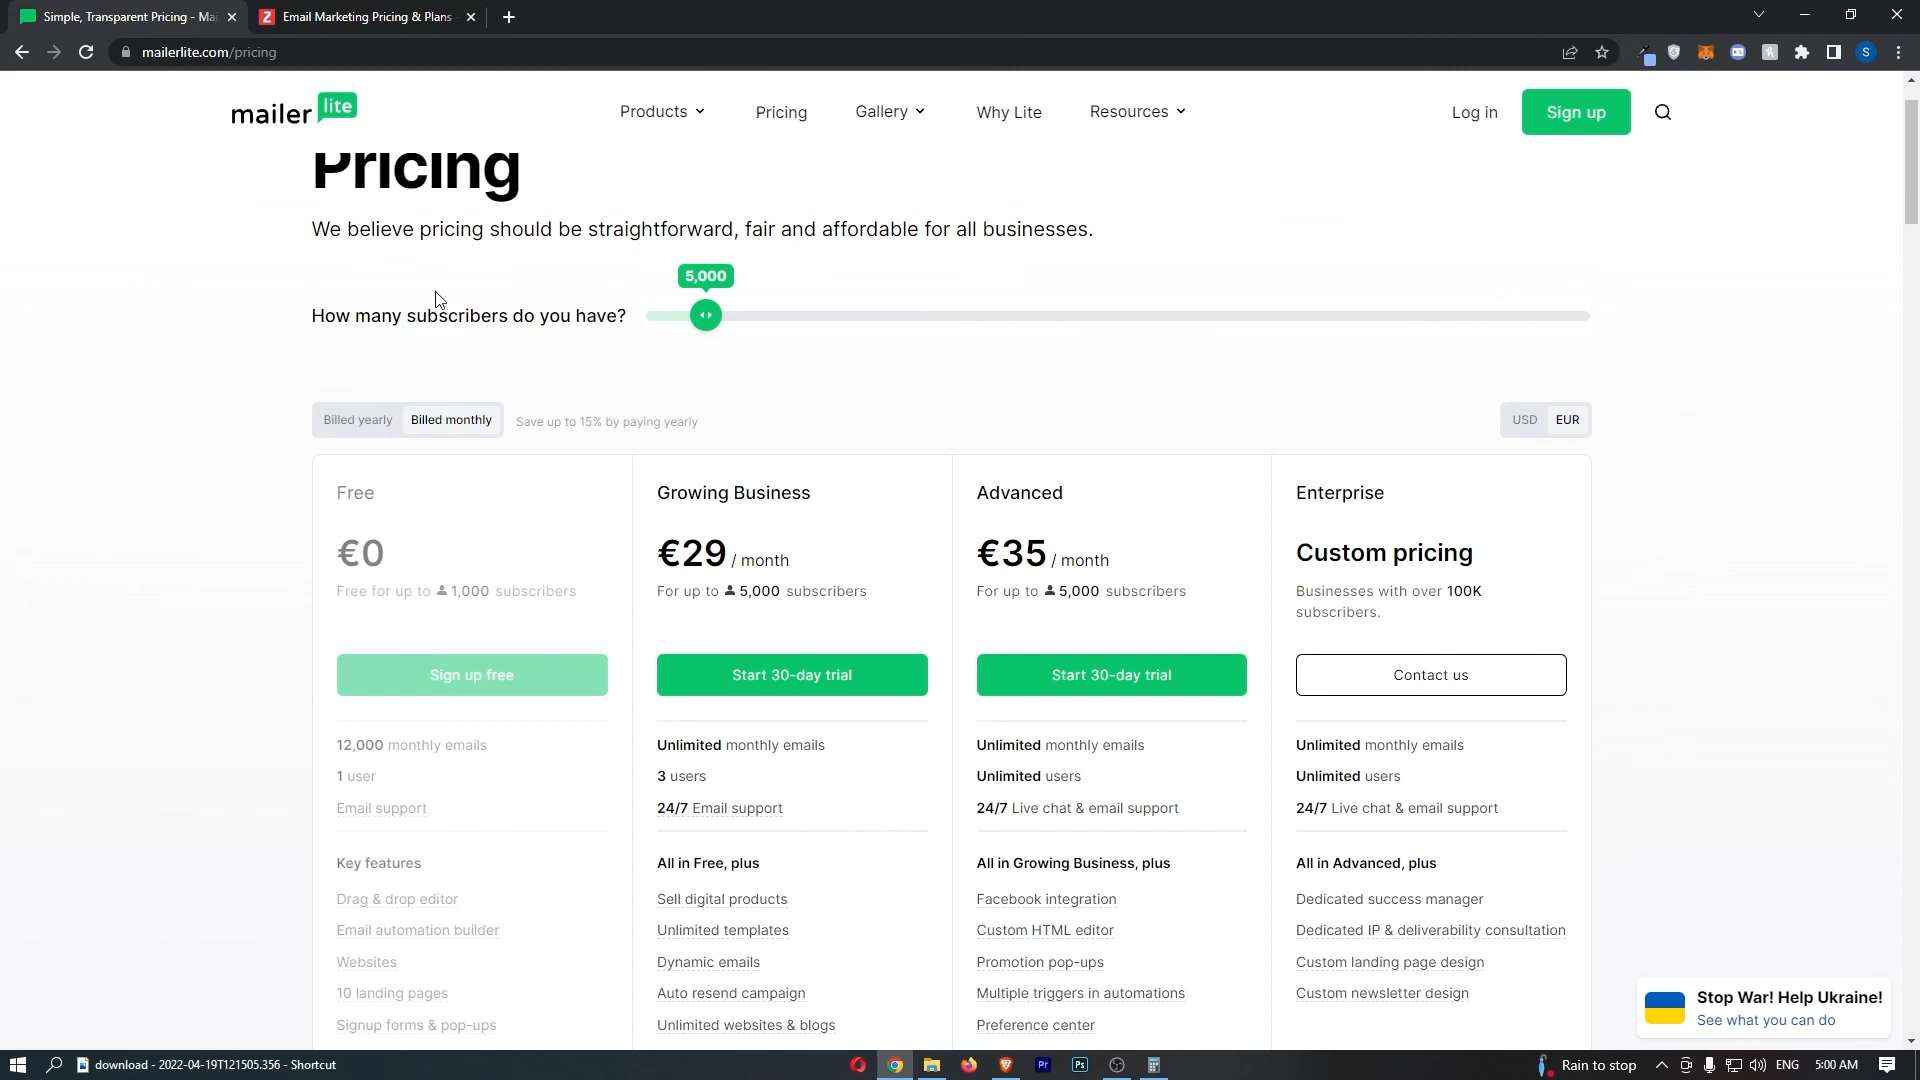 Simple, Transparent Pricing - Mai
Email Marketing Pricing & Plans
mailerlite.com/pricing
S
mailer lite
Products
Pricing
Gallery
Why Lite
Resources
Log in
Sign up
Pricing
We believe pricing should be straightforward, fair and affordable for all businesses.
5,000
How many subscribers do you have?
Billed yearly
Billed monthly
Save up to 15% by paying yearly
USD
EUR
Free
€0
Free for up to 1,000 subscribers
Sign up free
12,000 monthly emails
1 user
Email support
Key features
Drag & drop editor
Email automation builder
Websites
10 landing pages
Signup forms & pop-ups
Growing Business
€29 / month
For up to 5,000 subscribers
Start 30-day trial
Unlimited monthly emails
3 users
24/7 Email support
All in Free, plus
Sell digital products
Unlimited templates
Dynamic emails
Auto resend campaign
Unlimited websites & blogs
Advanced
€35 / month
For up to 5,000 subscribers
Start 30-day trial
Unlimited monthly emails
Unlimited users
24/7 Live chat & email support
All in Growing Business, plus
Facebook integration
Custom HTML editor
Promotion pop-ups
Multiple triggers in automations
Preference center
Enterprise
Custom pricing
Businesses with over 100K
subscribers.
Contact us
Unlimited monthly emails
Unlimited users
24/7 Live chat & email support
All in Advanced, plus
Dedicated success manager
Dedicated IP & deliverability consultation
Custom landing page design
Custom newsletter design
Stop War! Help Ukraine!
See what you can do
download - 2022-04-19T121505.356 - Shortcut
Pr
Ps
Rain to stop
ENG
5:00 AM